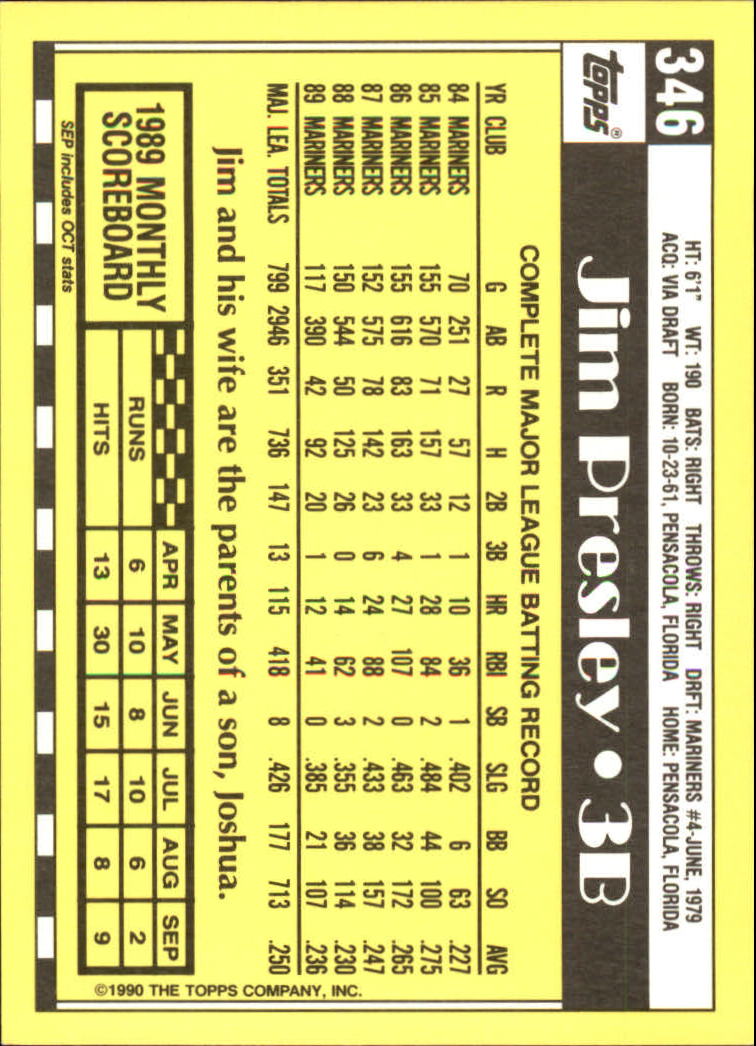 346
HT: 6'1" WT: 190 BATS: RIGHT THROWS: RIGHT DRFT: MARINERS #4-JUNE, 1979
ACQ: VIA DRAFT BORN: 10-23-61, PENSACOLA, FLORIDA HOME: PENSACOLA, FLORIDA
topps®
Jim Presley • 3B
COMPLETE MAJOR LEAGUE BATTING RECORD
YR CLUB G AB R H 2B 3B HR RBI SB SLG BB SO AVG
84 MARINERS 70 251 27 57 12 1 10 36 1 .402 6 63 .227
85 MARINERS 155 570 71 157 33 1 28 84 2 .484 44 100 .275
86 MARINERS 155 616 83 163 33 4 27 107 0 .463 32 172 .265
87 MARINERS 152 575 78 142 23 6 24 88 2 .433 38 157 .247
88 MARINERS 150 544 50 125 26 0 14 62 3 .355 36 114 .230
89 MARINERS 117 390 42 92 20 1 12 41 0 .385 21 107 .236
MAJ. LEA. TOTALS 799 2946 351 736 147 13 115 418 8 .426 177 713 .250
Jim and his wife are the parents of a son, Joshua.
1989 MONTHLY
SCOREBOARD
APR MAY JUN JUL AUG SEP
RUNS 6 10 8 10 6 2
HITS 13 30 15 17 8 9
SEP includes OCT stats
©1990 THE TOPPS COMPANY, INC.